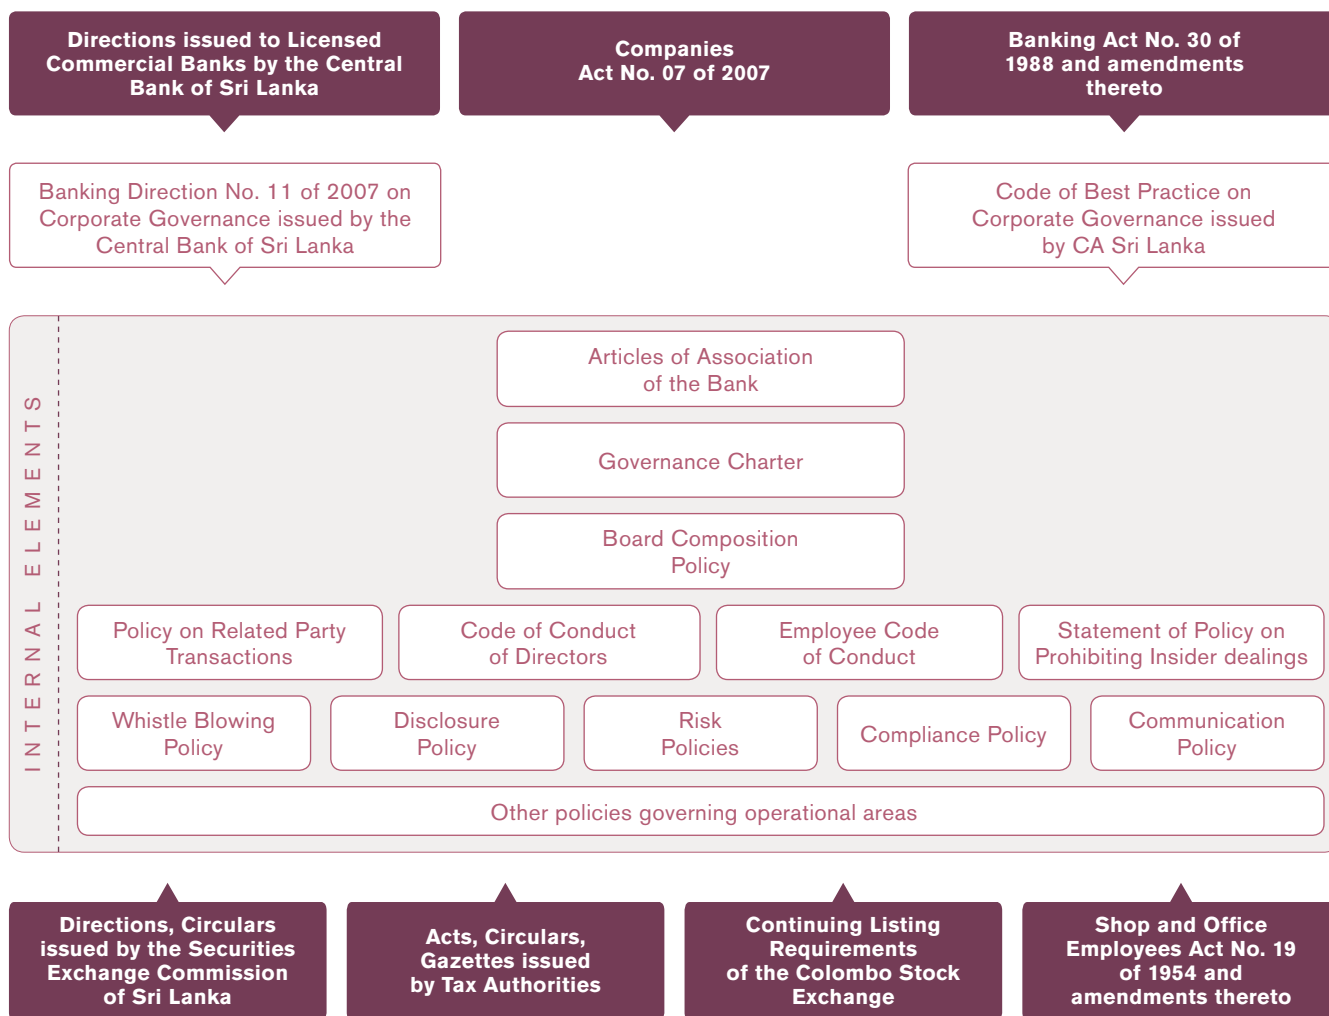 Directions issued to Licensed
Commercial Banks by the Central
Bank of Sri Lanka
Companies
Act No. 07 of 2007
Banking Act No. 30 of
1988 and amendments
thereto
Banking Direction No. 11 of 2007 on
Corporate Governance issued by the
Central Bank of Sri Lanka
Code of Best Practice on
Corporate Governance issued
by CA Sri Lanka
INTERNAL ELEMENTS
Articles of Association
of the Bank
Governance Charter
Board Composition
Policy
Policy on Related Party
Transactions
Code of Conduct
of Directors
Employee Code
of Conduct
Statement of Policy on
Prohibiting Insider dealings
Whistle Blowing
Policy
Disclosure
Policy
Risk
Policies
Compliance Policy
Communication
Policy
Other policies governing operational areas
Directions, Circulars
issued by the Securities
Exchange Commission
of Sri Lanka
Acts, Circulars,
Gazettes issued
by Tax Authorities
Continuing Listing
Requirements
of the Colombo Stock
Exchange
Shop and Office
Employees Act No. 19
of 1954 and
amendments thereto